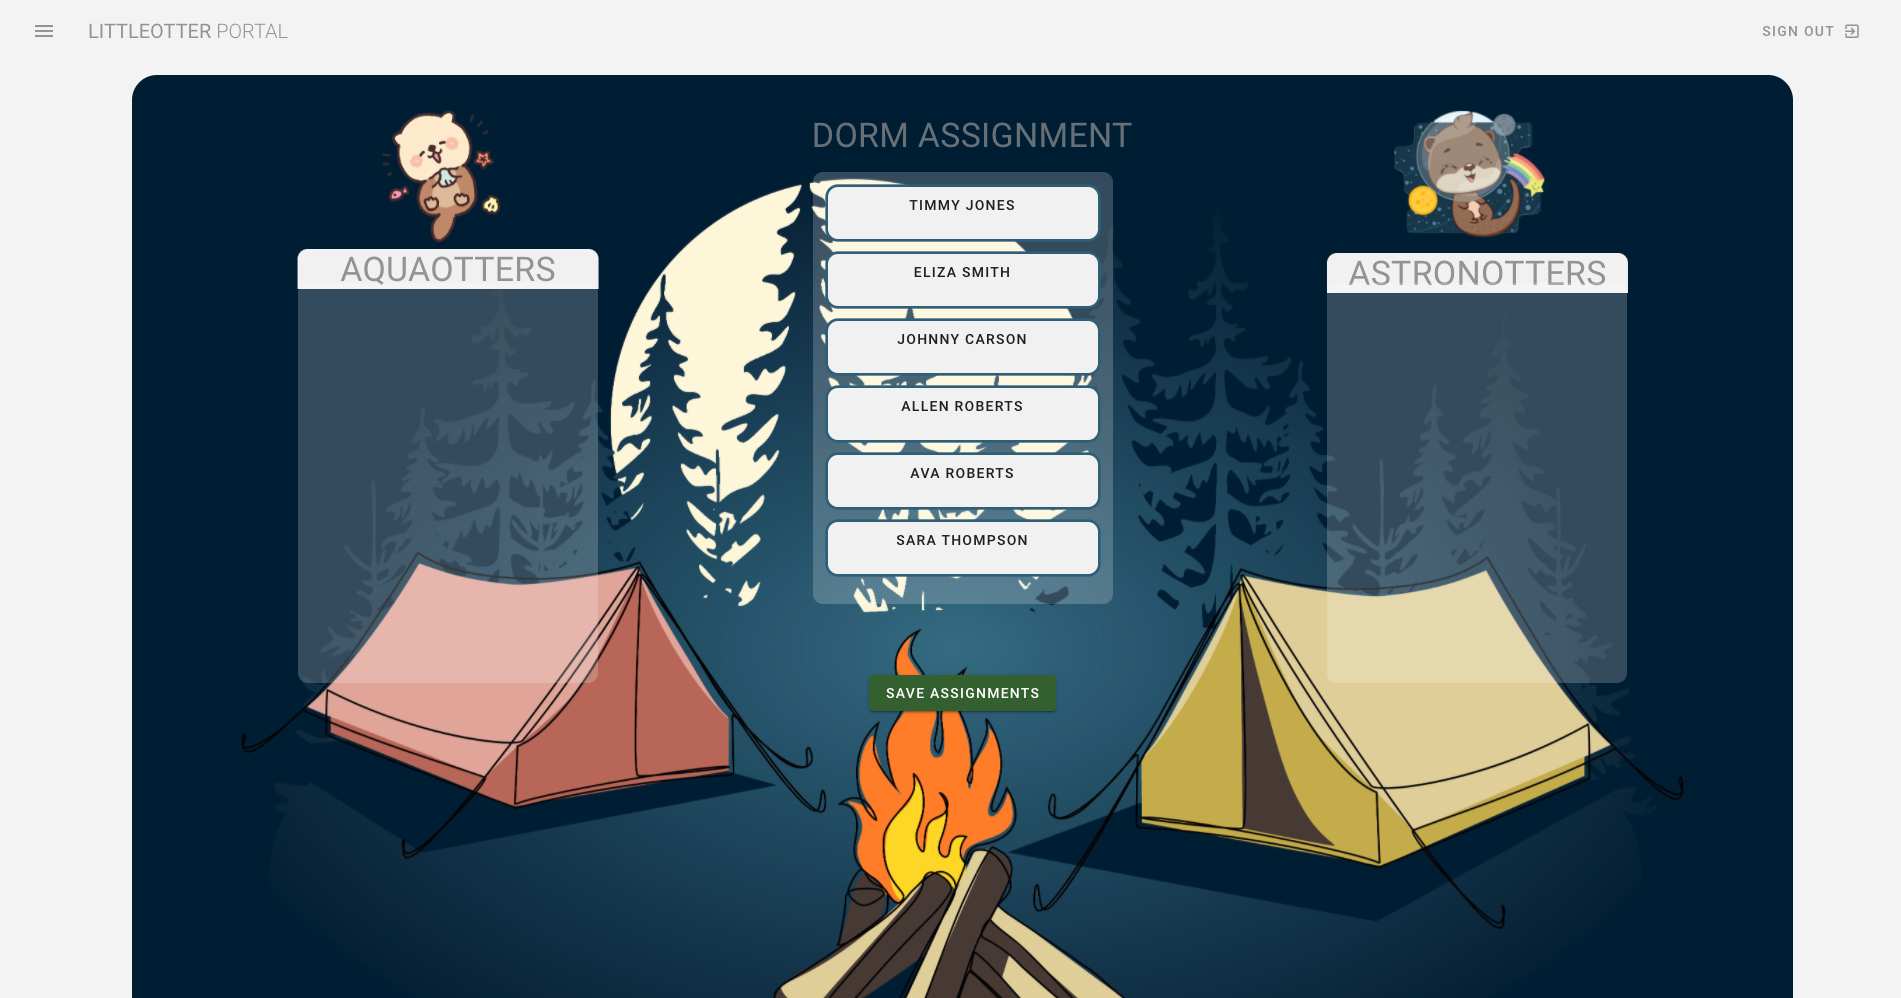 LITTLEOTTER PORTAL
SIGN OUT
DORM ASSIGNMENT
AQUAOTTERS
ASTRONOTTERS
TIMMY JONES
ELIZA SMITH
JOHNNY CARSON
ALLEN ROBERTS
AVA ROBERTS
SARA THOMPSON
SAVE ASSIGNMENTS